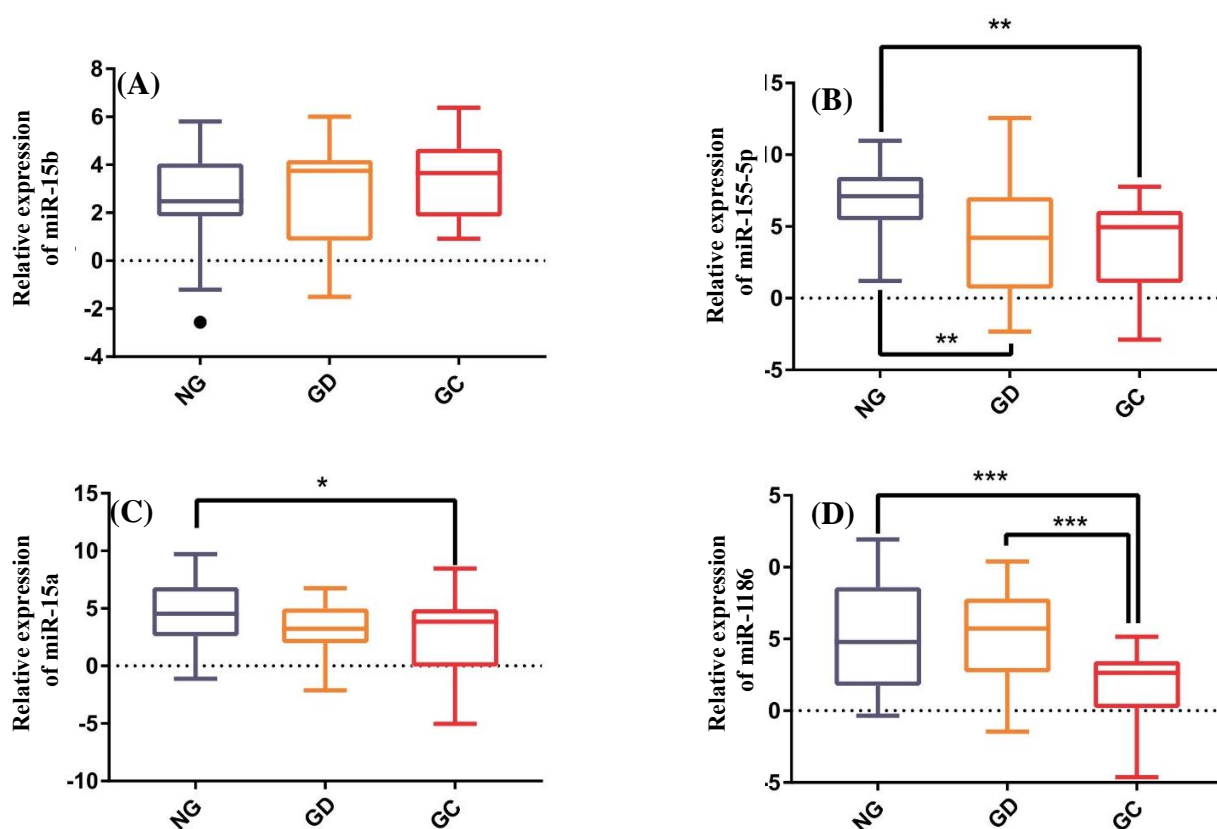 (A)
Relative expression
of miR-15b
8
6
4
2
0
-2
-4
NG
GD
GC
(B)
Relative expression
of miR-155-5p
**
15
10
5
0
-5
**
NG
GD
GC
(C)
Relative expression
of miR-15a
*
15
10
5
0
-5
-10
NG
GD
GC
(D)
Relative expression
of miR-1186
***
***
5
0
5
0
-5
NG
GD
GC